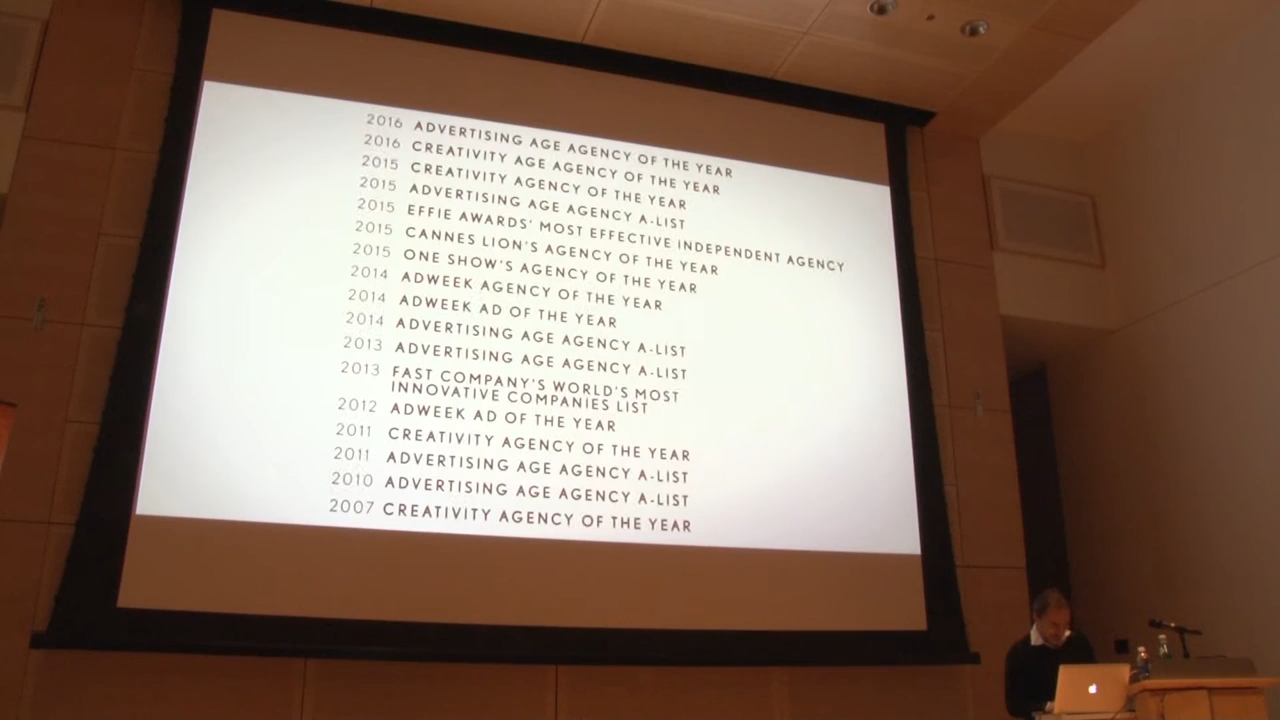 2016 ADVERTISING AGE AGENCY OF THE YEAR
2016 CREATIVITY AGE AGENCY OF THE YEAR
2015 CREATIVITY AGENCY OF THE YEAR
2015 ADVERTISING AGE AGENCY A-LIST
2015 EFFIE AWARDS' MOST EFFECTIVE INDEPENDENT AGENCY
2015 CANNES LION'S AGENCY OF THE YEAR
2015 ONE SHOW'S AGENCY OF THE YEAR
2014 ADWEEK AGENCY OF THE YEAR
2014 ADWEEK AD OF THE YEAR
2014 ADVERTISING AGE AGENCY A-LIST
2013 ADVERTISING AGE AGENCY A-LIST
2013 FAST COMPANY'S WORLD'S MOST
INNOVATIVE COMPANIES LIST
2012 ADWEEK AD OF THE YEAR
2011 CREATIVITY AGENCY OF THE YEAR
2011 ADVERTISING AGE AGENCY A-LIST
2010 ADVERTISING AGE AGENCY A-LIST
2007 CREATIVITY AGENCY OF THE YEAR